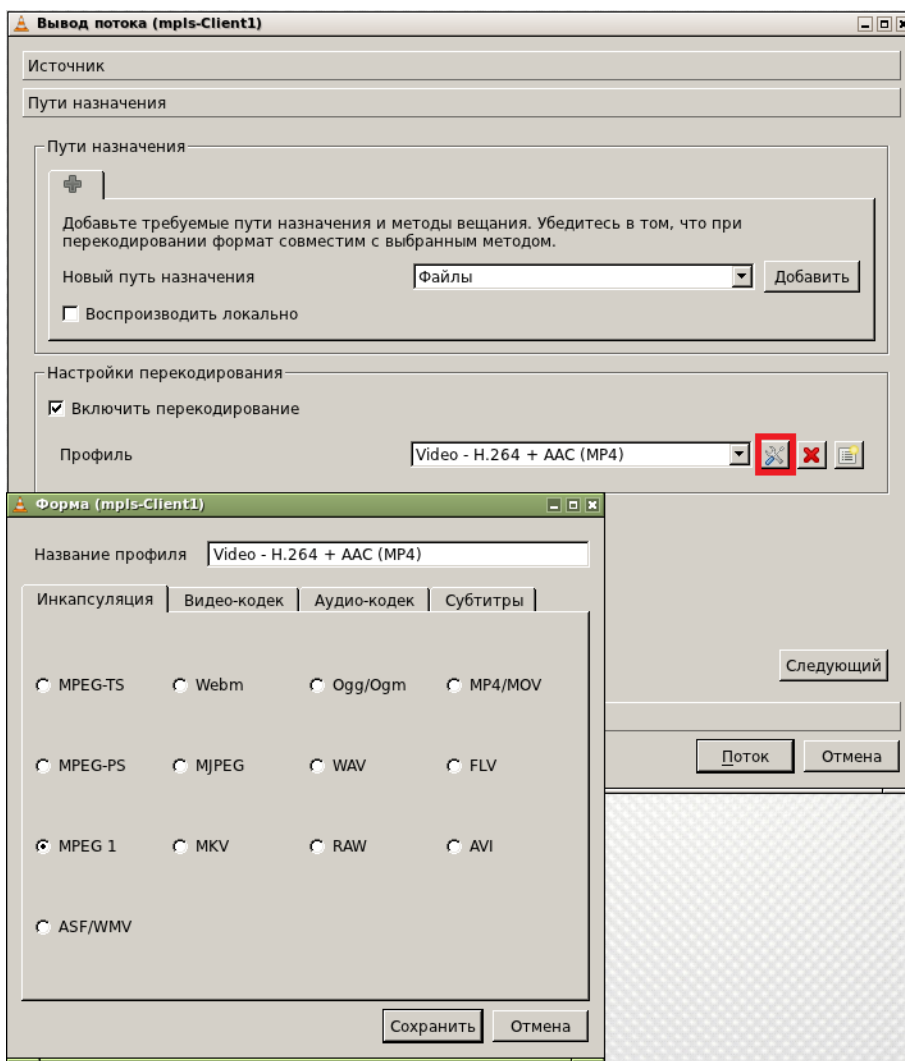 Вывод потока (mpls-Client1)
Источник
Пути назначения
Пути назначения
Добавьте требуемые пути назначения и методы вещания. Убедитесь в том, что при
перекодировании формат совместим с выбранным методом.
Новый путь назначения Файлы Добавить
Воспроизводить локально
Настройки перекодирования
Включить перекодирование
Профиль Video - H.264 + AAC (MP4)
Форма (mpls-Client1)
Название профиля Video - H.264 + AAC (MP4)
Инкапсуляция Видео-кодек Аудио-кодек Субтитры
MPEG-TS Webm Ogg/Ogm MP4/MOV
MPEG-PS MJPEG WAV FLV
MPEG 1 MKV RAW AVI
ASF/WMV
Сохранить Отмена
Следующий
Поток Отмена